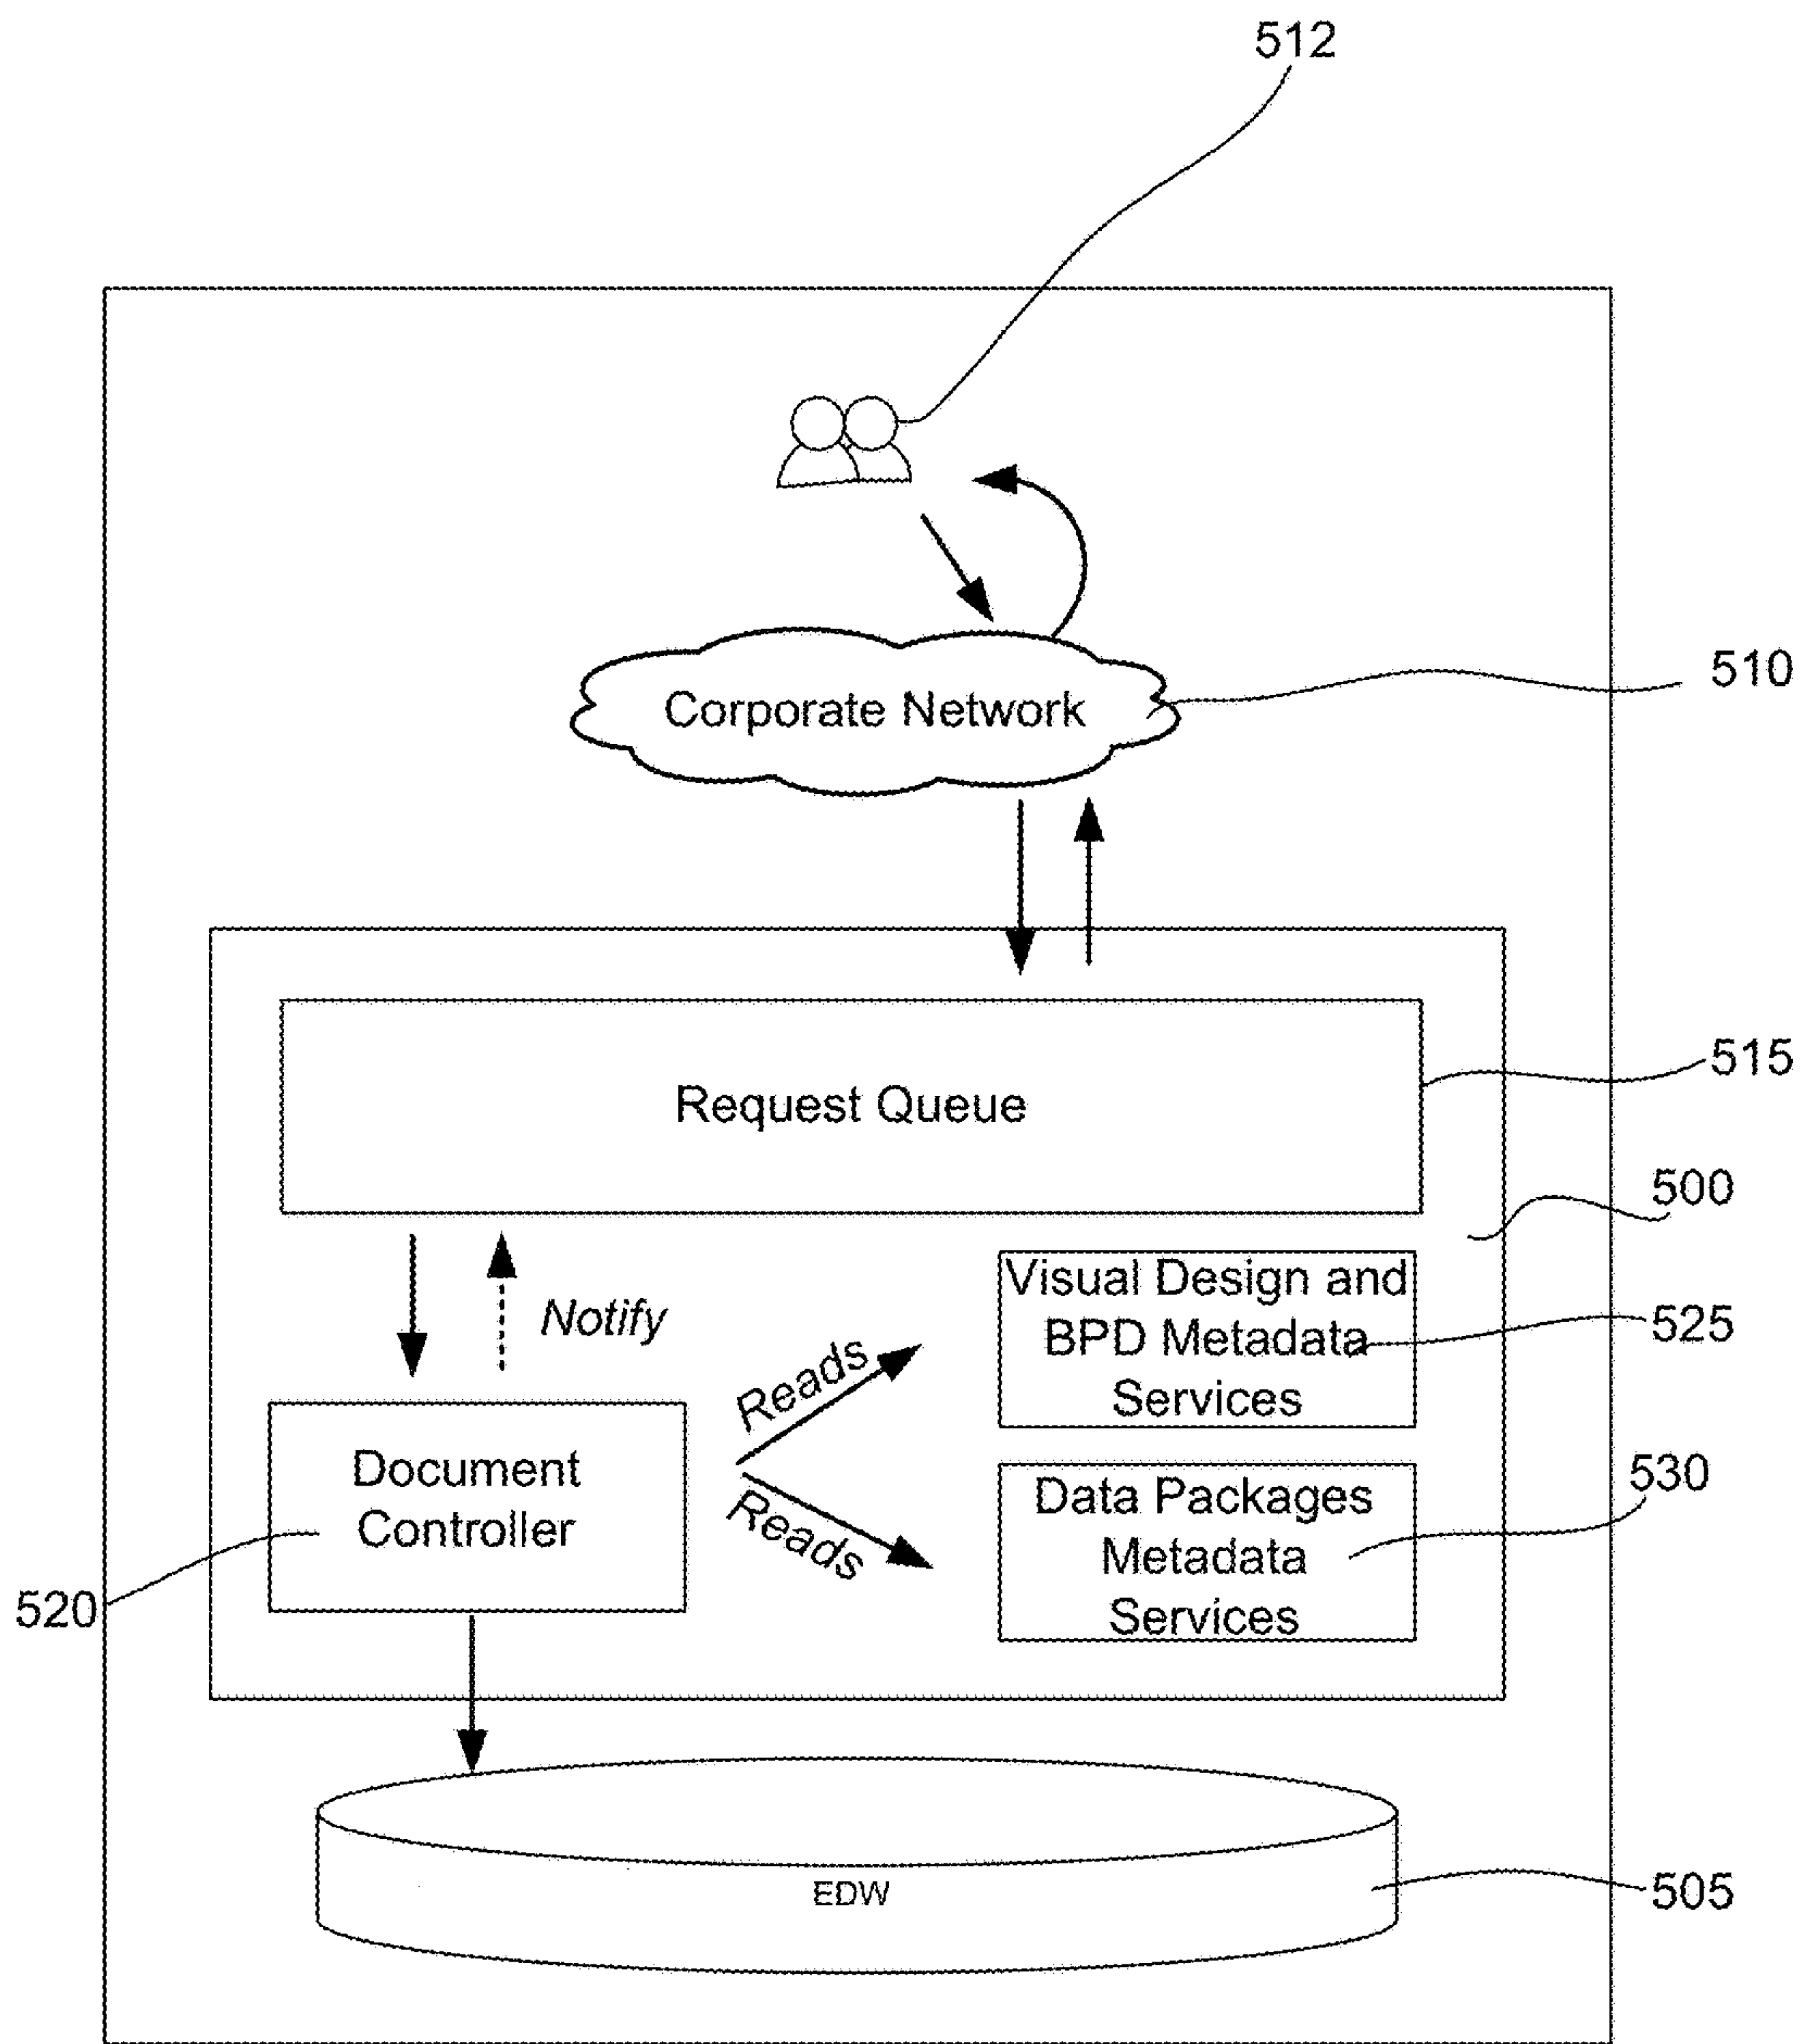 512
510
Corporate Network
515
Request Queue
500
Notify
Visual Design and
BPD Metadata
Services
525
Reads
Reads
Document
Controller
Data Packages
Metadata
Services
530
520
EDW
505